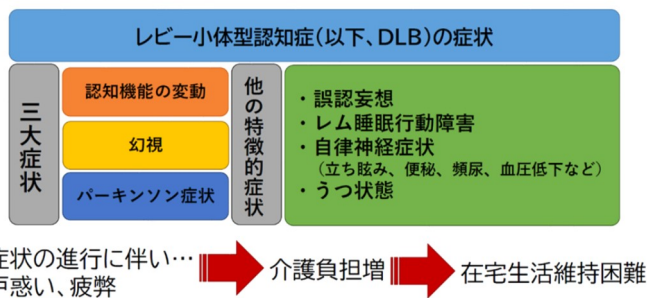 レビー小体型認知症(以下、DLB)の症状
三大症状
認知機能の変動
幻視
パーキンソン症状
他の特徴的症状
・誤認妄想
・レム睡眠行動障害
・自律神経症状
(立ち眩み、便秘、頻尿、血圧低下など)
・うつ状態
症状の進行に伴い…
戸惑い、疲弊
介護負担増
在宅生活維持困難